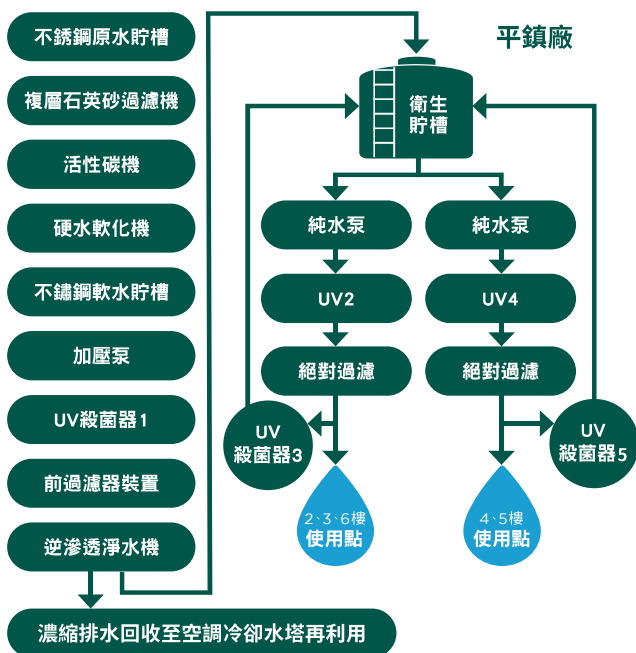 平鎮廠
不銹鋼原水貯槽
複層石英砂過濾機
活性碳機
硬水軟化機
不鏽鋼軟水貯槽
加壓泵
UV殺菌器1
前過濾器裝置
逆滲透淨水機
濃縮排水回收至空調冷卻水塔再利用
衛生
貯槽
純水泵
UV2
絕對過濾
UV
殺菌器3
2、3、6樓
使用點
純水泵
UV4
絕對過濾
UV
殺菌器5
4、5樓
使用點